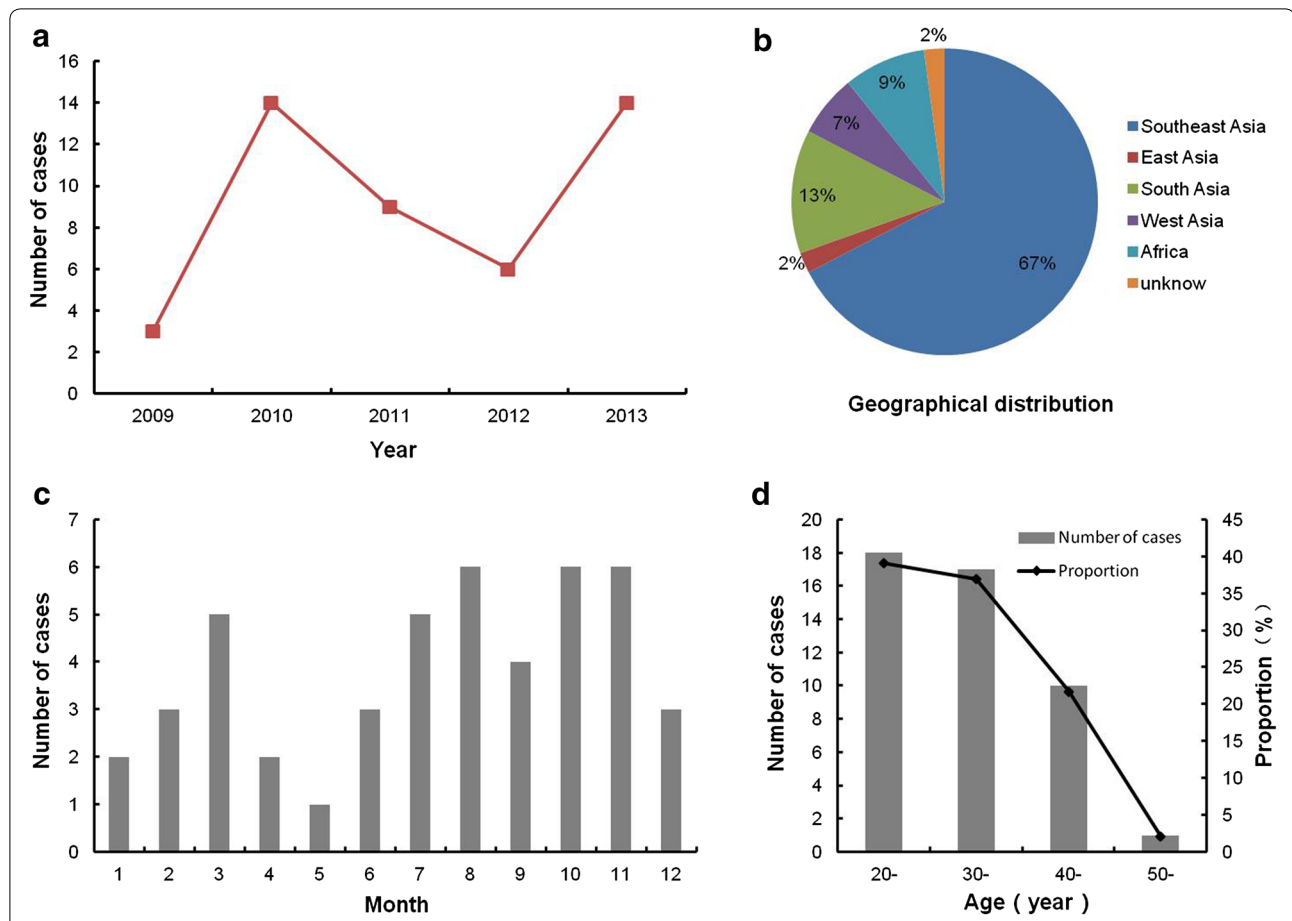 a
16
14
12
10
8
6
4
2
0
Number of cases
2009 2010 2011 2012 2013
Year
b
2%
9%
7%
13%
2%
67%
Southeast Asia
East Asia
South Asia
West Asia
Africa
unknow
Geographical distribution
c
7
6
5
4
3
2
1
0
Number of cases
1 2 3 4 5 6 7 8 9 10 11 12
Month
d
20
18
16
14
12
10
8
6
4
2
0
Number of cases
Number of cases
Proportion
45
40
35
30
25
20
15
10
5
0
Proportion（%）
20- 30- 40- 50-
Age（year）